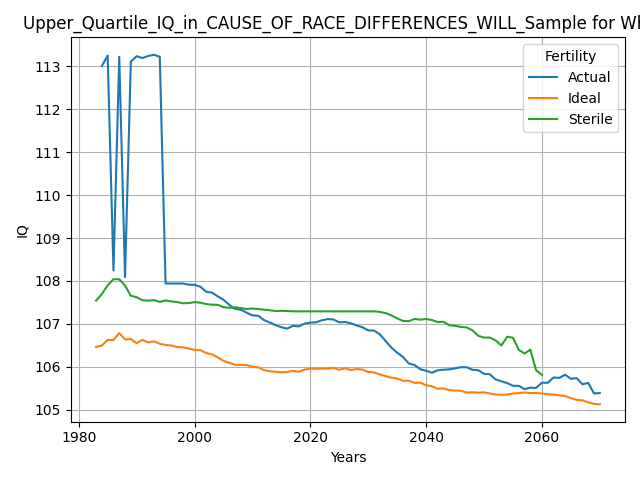 Upper_Quartile_IQ_in_CAUSE_OF_RACE_DIFFERENCES_WILL_Sample for Wh
Fertility
Actual
Ideal
Sterile
113
112
111
110
109
108
107
106
105
IQ
1980 2000 2020 2040 2060
Years